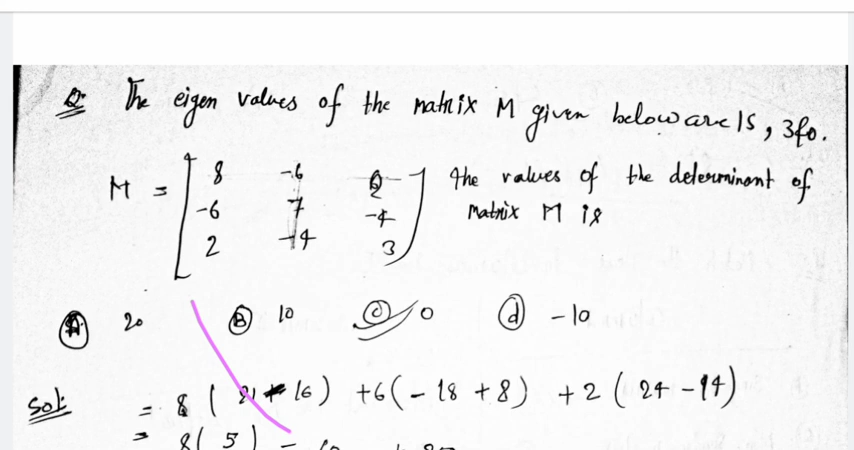 Q: The eigen values of the matrix M given below are 15, 3 & 0.
M = [ 8 -6 2 the values of the determinant of
-6 7 -4 matrix M is
2 -4 3 ]
A 20 B 10 C 0 d -10
Sol: = 8 ( 21 - 16 ) + 6 ( - 18 + 8 ) + 2 ( 24 - 14 )
= 8 ( 5 ) -